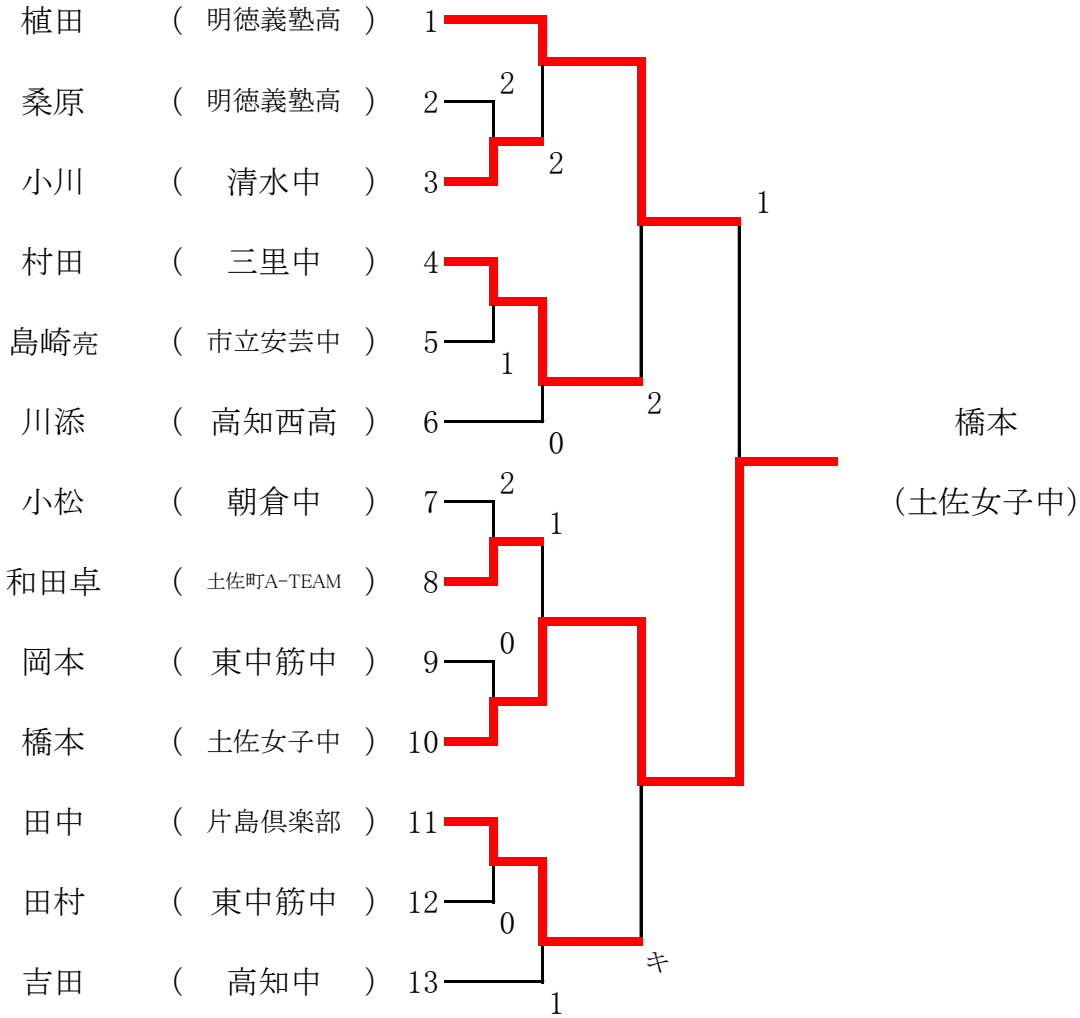 植田 ( 明徳義塾高 ) 1
2
桑原 ( 明徳義塾高 ) 2
2
小川 ( 清水中 ) 3
1
村田 ( 三里中 ) 4
島崎亮 ( 市立安芸中 ) 5
1
2
川添 ( 高知西高 ) 6
0
橋本
(土佐女子中)
小松 ( 朝倉中 ) 7
2
1
和田卓 ( 土佐町A-TEAM ) 8
岡本 ( 東中筋中 ) 9
0
橋本 ( 土佐女子中 ) 10
田中 ( 片島倶楽部 ) 11
田村 ( 東中筋中 ) 12
0
キ
吉田 ( 高知中 ) 13
1